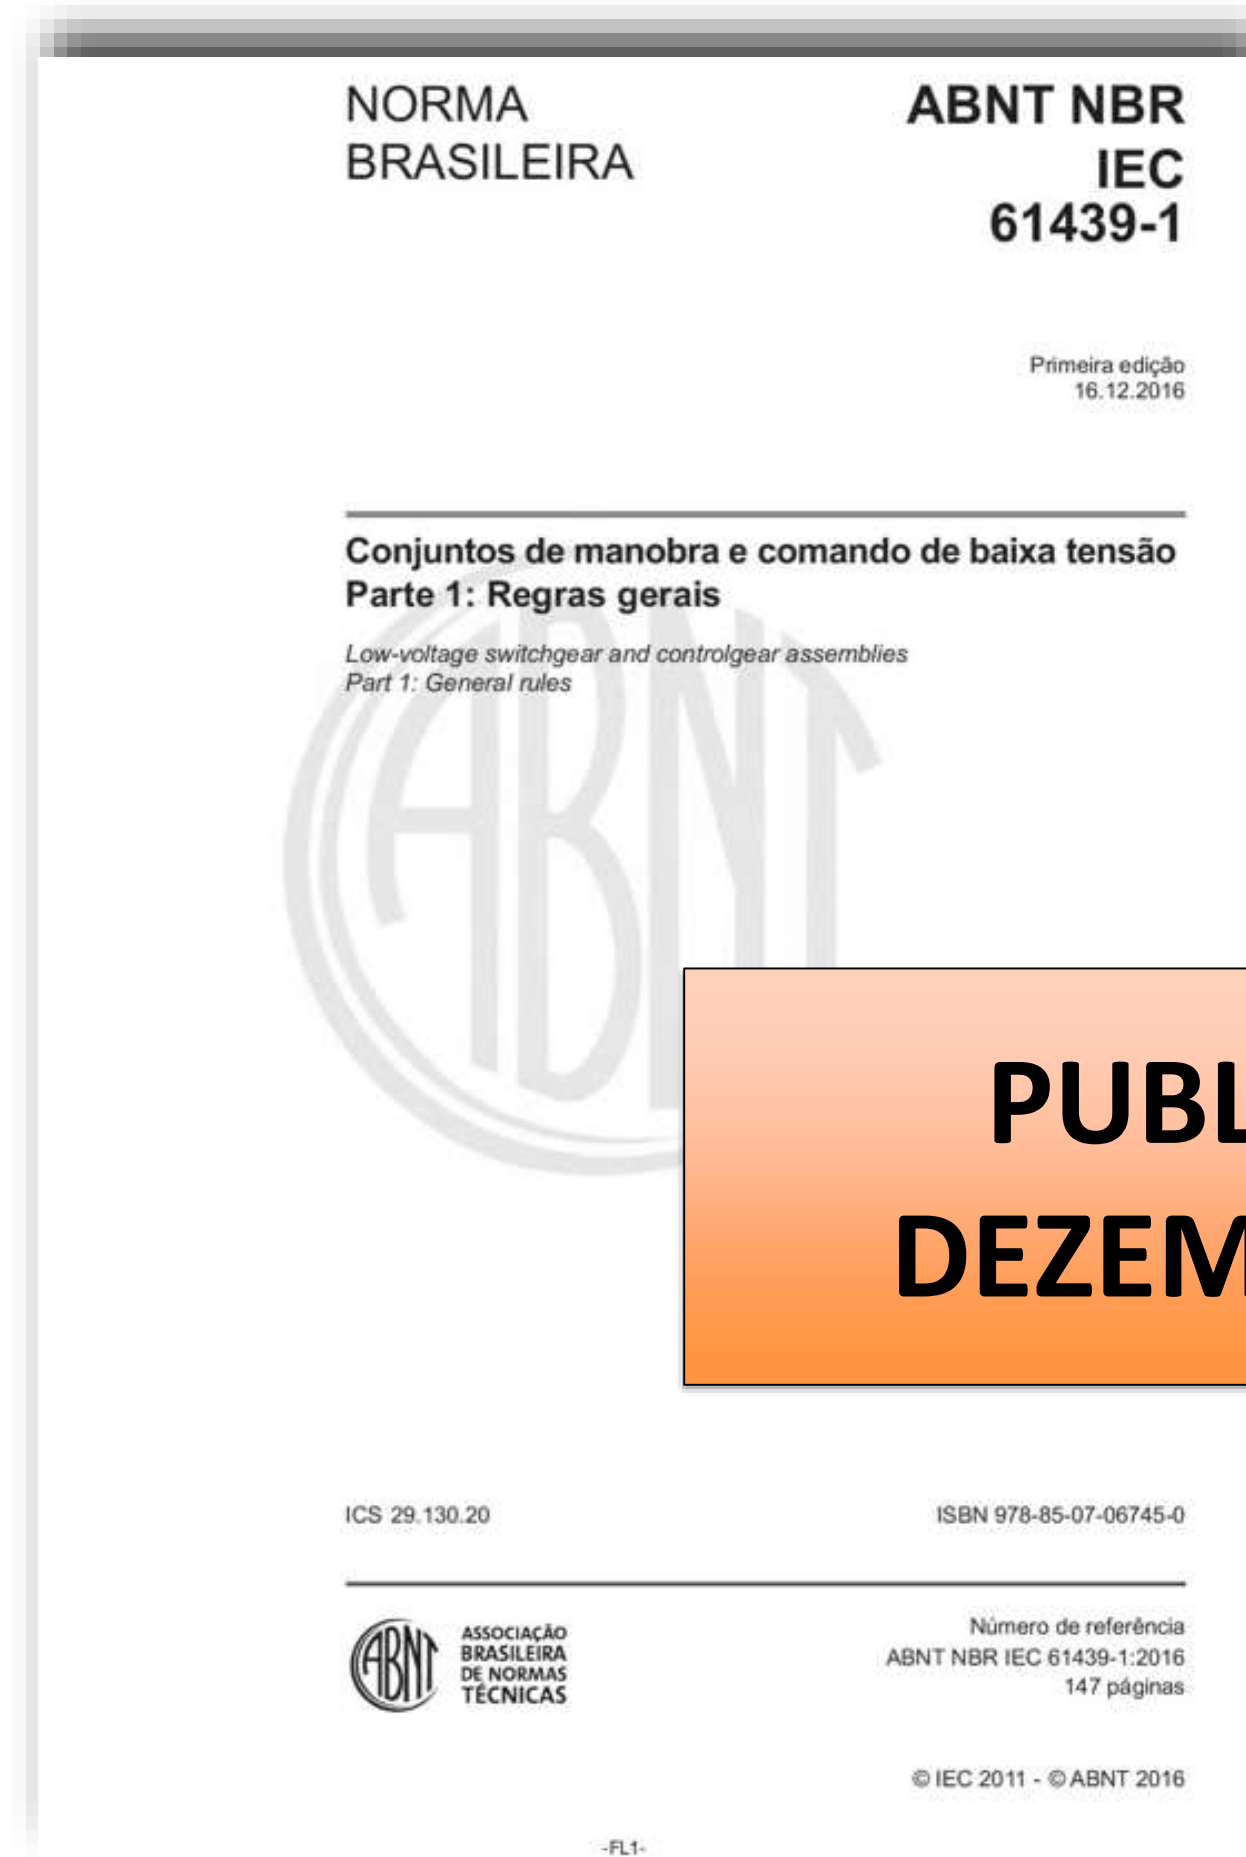 NORMA
BRASILEIRA
ABNT NBR
IEC
61439-1
Primeira edição
16.12.2016
Conjuntos de manobra e comando de baixa tensão
Parte 1: Regras gerais
Low-voltage switchgear and controlgear assemblies
Part 1: General rules
ABNT
PUBL
DEZEM
ICS 29.130.20
ISBN 978-85-07-06745-0
ABNT
ASSOCIAÇÃO
BRASILEIRA
DE NORMAS
TÉCNICAS
Número de referência
ABNT NBR IEC 61439-1:2016
147 páginas
© IEC 2011 - © ABNT 2016
-FL1-